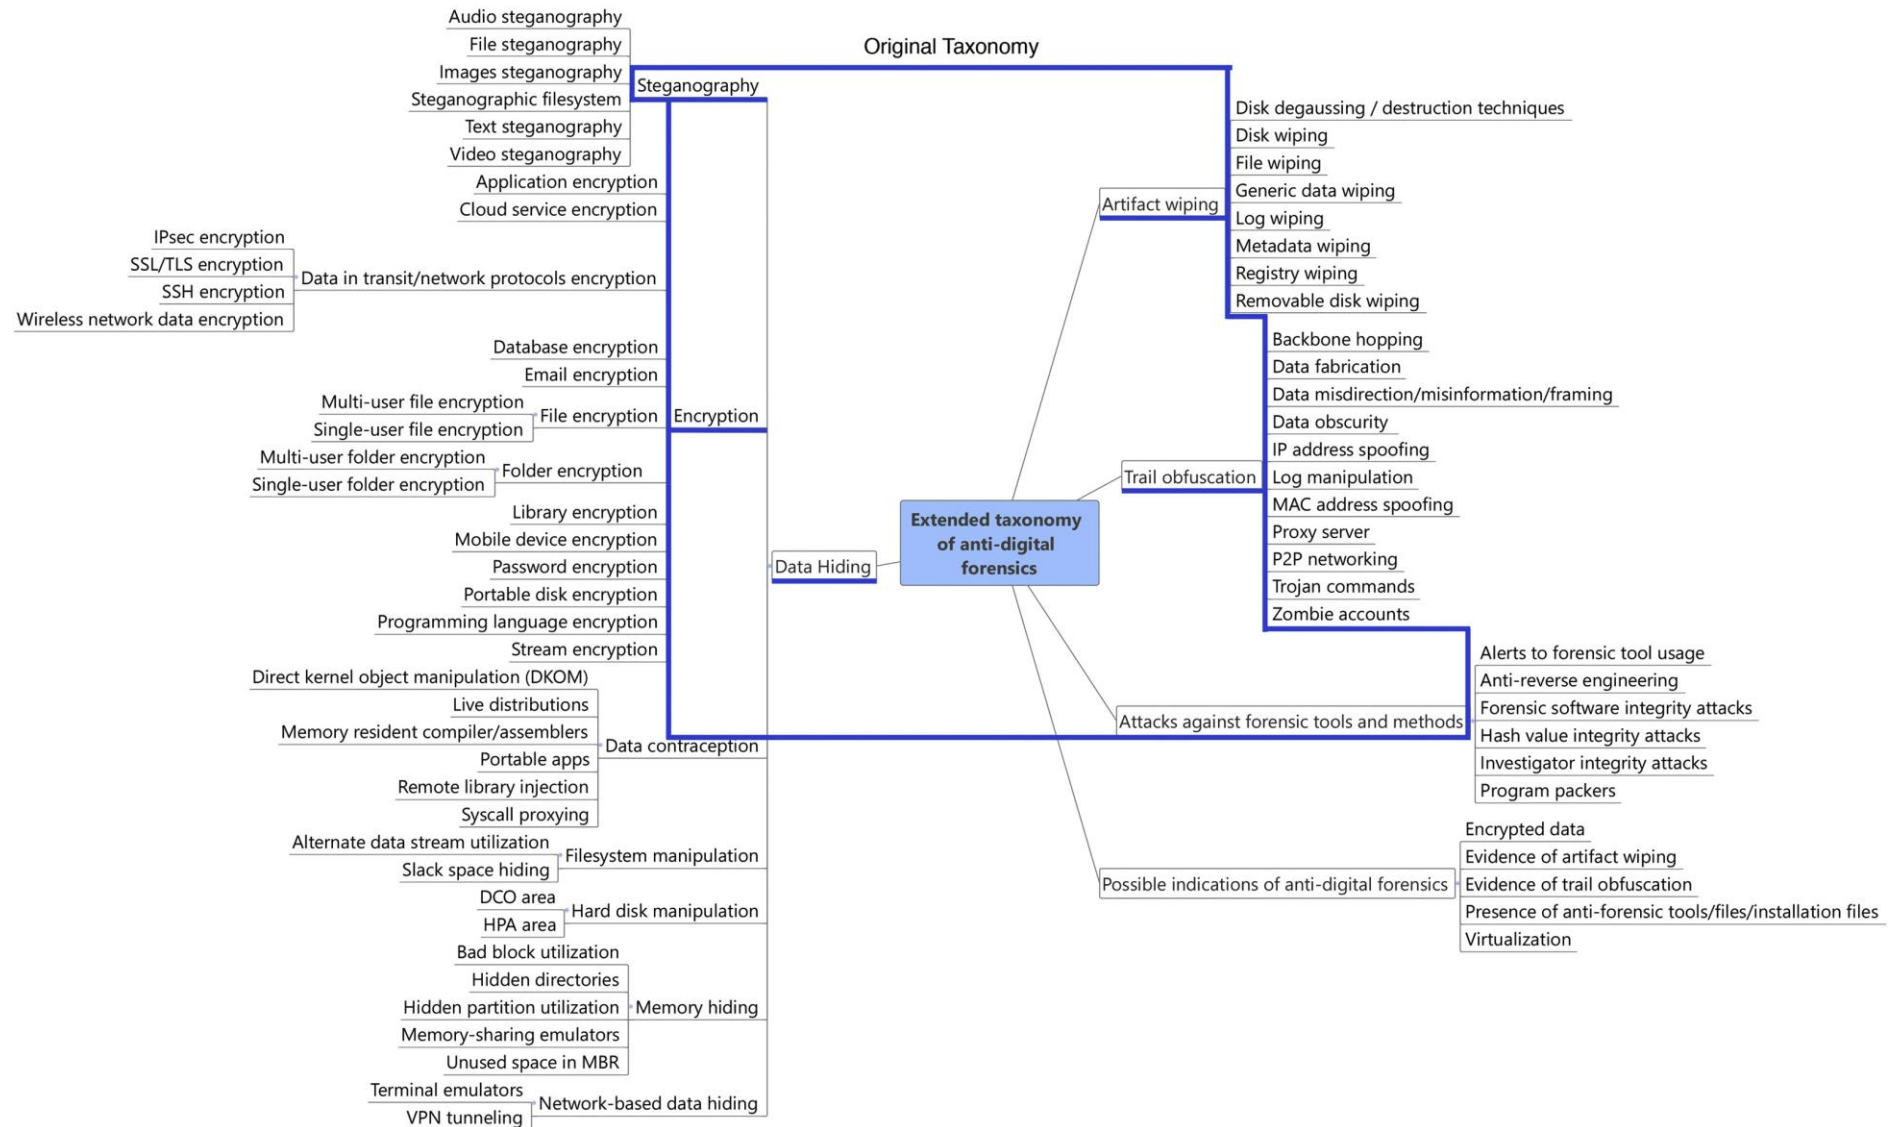 Original Taxonomy
Extended taxonomy
of anti-digital
forensics
Data Hiding
Steganography
Audio steganography
File steganography
Images steganography
Steganographic filesystem
Text steganography
Video steganography
Encryption
Application encryption
Cloud service encryption
Data in transit/network protocols encryption
IPsec encryption
SSL/TLS encryption
SSH encryption
Wireless network data encryption
Database encryption
Email encryption
File encryption
Multi-user file encryption
Single-user file encryption
Folder encryption
Multi-user folder encryption
Single-user folder encryption
Library encryption
Mobile device encryption
Password encryption
Portable disk encryption
Programming language encryption
Stream encryption
Data contraception
Direct kernel object manipulation (DKOM)
Live distributions
Memory resident compiler/assemblers
Portable apps
Remote library injection
Syscall proxying
Filesystem manipulation
Alternate data stream utilization
Slack space hiding
Hard disk manipulation
DCO area
HPA area
Memory hiding
Bad block utilization
Hidden directories
Hidden partition utilization
Memory-sharing emulators
Unused space in MBR
Network-based data hiding
Terminal emulators
VPN tunneling
Artifact wiping
Disk degaussing / destruction techniques
Disk wiping
File wiping
Generic data wiping
Log wiping
Metadata wiping
Registry wiping
Removable disk wiping
Trail obfuscation
Backbone hopping
Data fabrication
Data misdirection/misinformation/framing
Data obscurity
IP address spoofing
Log manipulation
MAC address spoofing
Proxy server
P2P networking
Trojan commands
Zombie accounts
Attacks against forensic tools and methods
Alerts to forensic tool usage
Anti-reverse engineering
Forensic software integrity attacks
Hash value integrity attacks
Investigator integrity attacks
Program packers
Possible indications of anti-digital forensics
Encrypted data
Evidence of artifact wiping
Evidence of trail obfuscation
Presence of anti-forensic tools/files/installation files
Virtualization